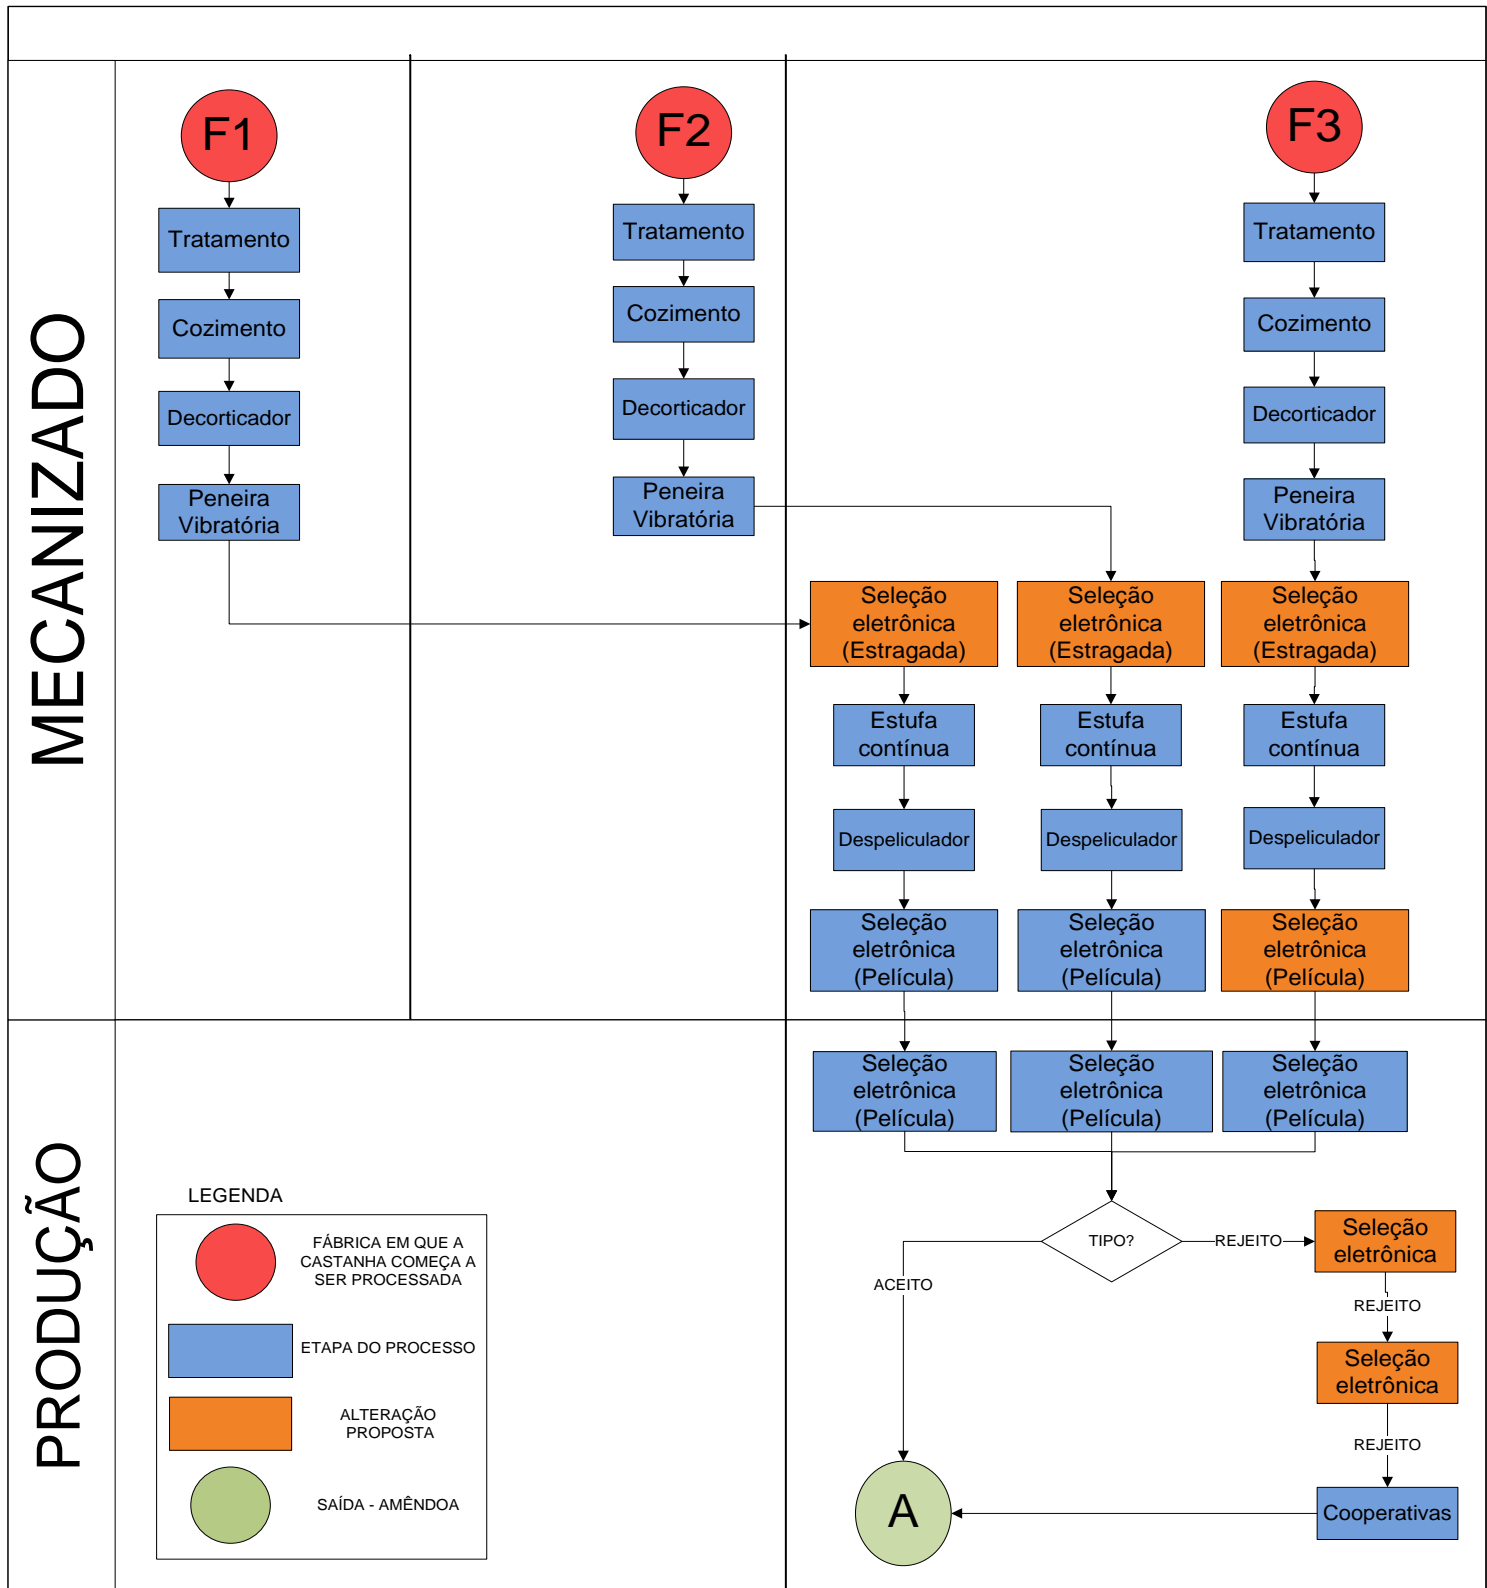 MECANIZADO
F1
Tratamento
Cozimento
Decorticador
Peneira
Vibratória
F2
Tratamento
Cozimento
Decorticador
Peneira
Vibratória
F3
Tratamento
Cozimento
Decorticador
Peneira
Vibratória
Seleção
eletrônica
(Estragada)
Seleção
eletrônica
(Estragada)
Seleção
eletrônica
(Estragada)
Estufa
contínua
Estufa
contínua
Estufa
contínua
Despeliculador
Despeliculador
Despeliculador
Seleção
eletrônica
(Película)
Seleção
eletrônica
(Película)
Seleção
eletrônica
(Película)
PRODUÇÃO
Seleção
eletrônica
(Película)
Seleção
eletrônica
(Película)
Seleção
eletrônica
(Película)
TIPO?
REJEITO
Seleção
eletrônica
ACEITO
REJEITO
Seleção
eletrônica
REJEITO
Cooperativas
A
LEGENDA
FÁBRICA EM QUE A
CASTANHA COMEÇA A
SER PROCESSADA
ETAPA DO PROCESSO
ALTERAÇÃO
PROPOSTA
SAÍDA - AMÊNDOA